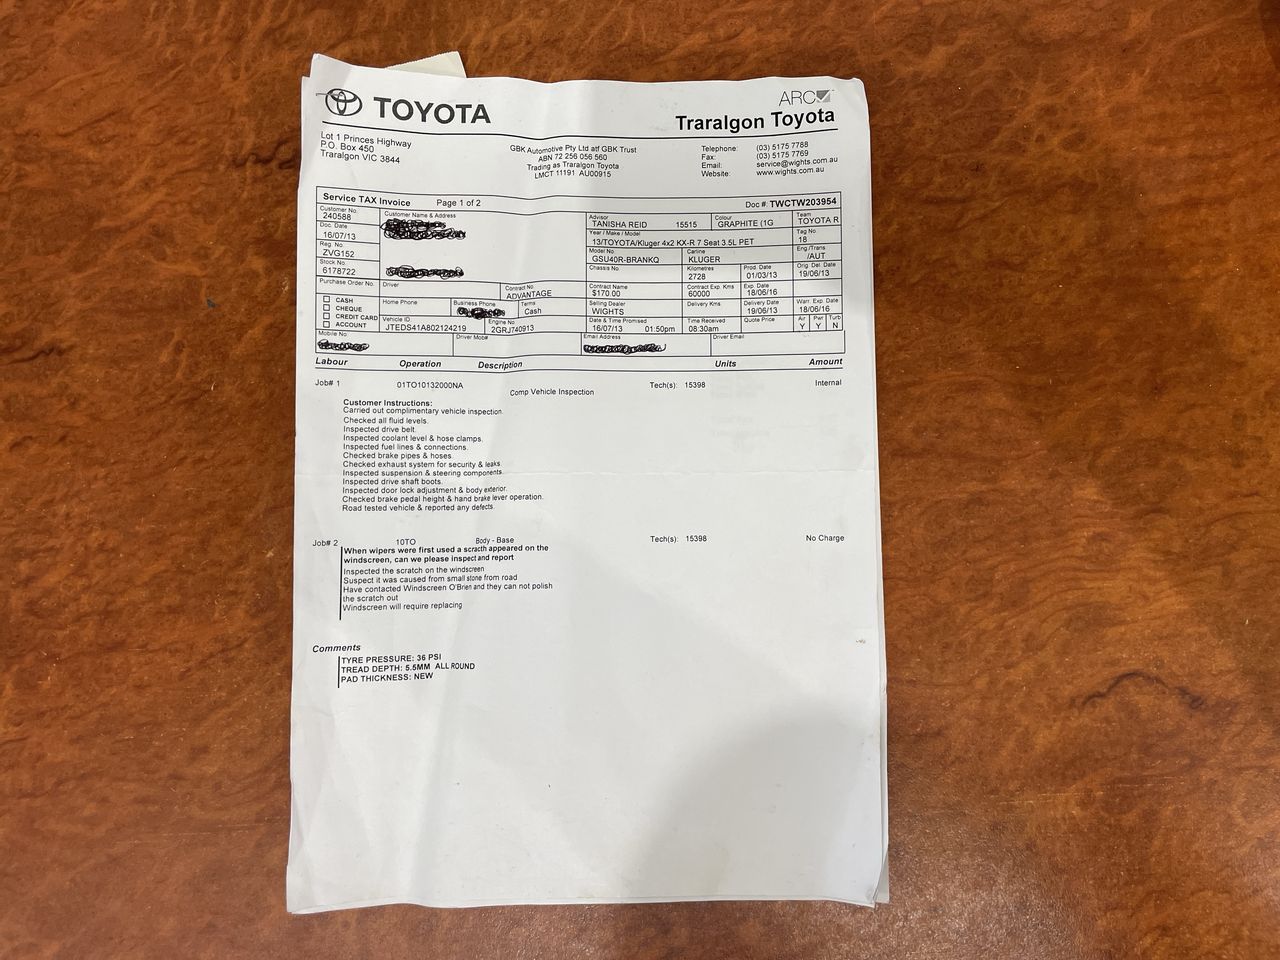 TOYOTA
ARC
Traralgon Toyota
Lot 1 Princes Highway
P.O. Box 450
Traralgon VIC 3844
GBK Automotive Pty Ltd atf GBK Trust
ABN 72 256 056 560
Trading as Traralgon Toyota
LMCT 11191 AU00915
Telephone: (03) 5175 7788
Fax: (03) 5175 7769
Email: service@wights.com.au
Website: www.wights.com.au
Service TAX Invoice Page 1 of 2 Doc #: TWCTW203954
Customer No.
240588
Doc. Date
16/07/13
Reg. No.
ZVG152
Stock No.
6178722
Purchase Order No.
Customer Name & Address
Driver
Contract No.
ADVANTAGE
CASH
CHEQUE
CREDIT CARD
ACCOUNT
Home Phone
Business Phone
Terms
Cash
Vehicle ID.
JTEDS41A802124219
Engine No
2GRJ740913
Mobile No.
Driver Mob#
Email Address
Driver Email
Advisor
TANISHA REID 15515
Colour
GRAPHITE (1G
Team
TOYOTA R
Year / Make / Model
13/TOYOTA/Kluger 4x2 KX-R 7 Seat 3.5L PET
Tag No.
18
Model No.
GSU40R-BRANKQ
Carline
KLUGER
Eng./Trans
/AUT
Chassis No.
Kilometres
2728
Prod. Date
01/03/13
Orig. Del. Date
19/06/13
Contract Name
$170.00
Contract Exp. Kms
60000
Exp. Date
18/06/16
Selling Dealer
WIGHTS
Delivery Kms
Delivery Date
19/06/13
Warr. Exp. Date
18/06/16
Date & Time Promised
16/07/13 01:50pm
Time Received
08:30am
Quote Price
Air Pwr Turb
Y Y N
Labour Operation Description Units Amount
Job# 1 01TO10132000NA Comp Vehicle Inspection Tech(s): 15398 Internal
Customer Instructions:
Carried out complimentary vehicle inspection.
Checked all fluid levels.
Inspected drive belt.
Inspected coolant level & hose clamps.
Inspected fuel lines & connections.
Checked brake pipes & hoses.
Checked exhaust system for security & leaks.
Inspected suspension & steering components.
Inspected drive shaft boots.
Inspected door lock adjustment & body exterior.
Checked brake pedal height & hand brake lever operation.
Road tested vehicle & reported any defects.
Job# 2 10TO Body - Base Tech(s): 15398 No Charge
When wipers were first used a scracth appeared on the
windscreen, can we please inspect and report
Inspected the scratch on the windscreen
Suspect it was caused from small stone from road
Have contacted Windscreen O'Brien and they can not polish
the scratch out
Windscreen will require replacing
Comments
TYRE PRESSURE: 36 PSI
TREAD DEPTH: 5.5MM ALL ROUND
PAD THICKNESS: NEW